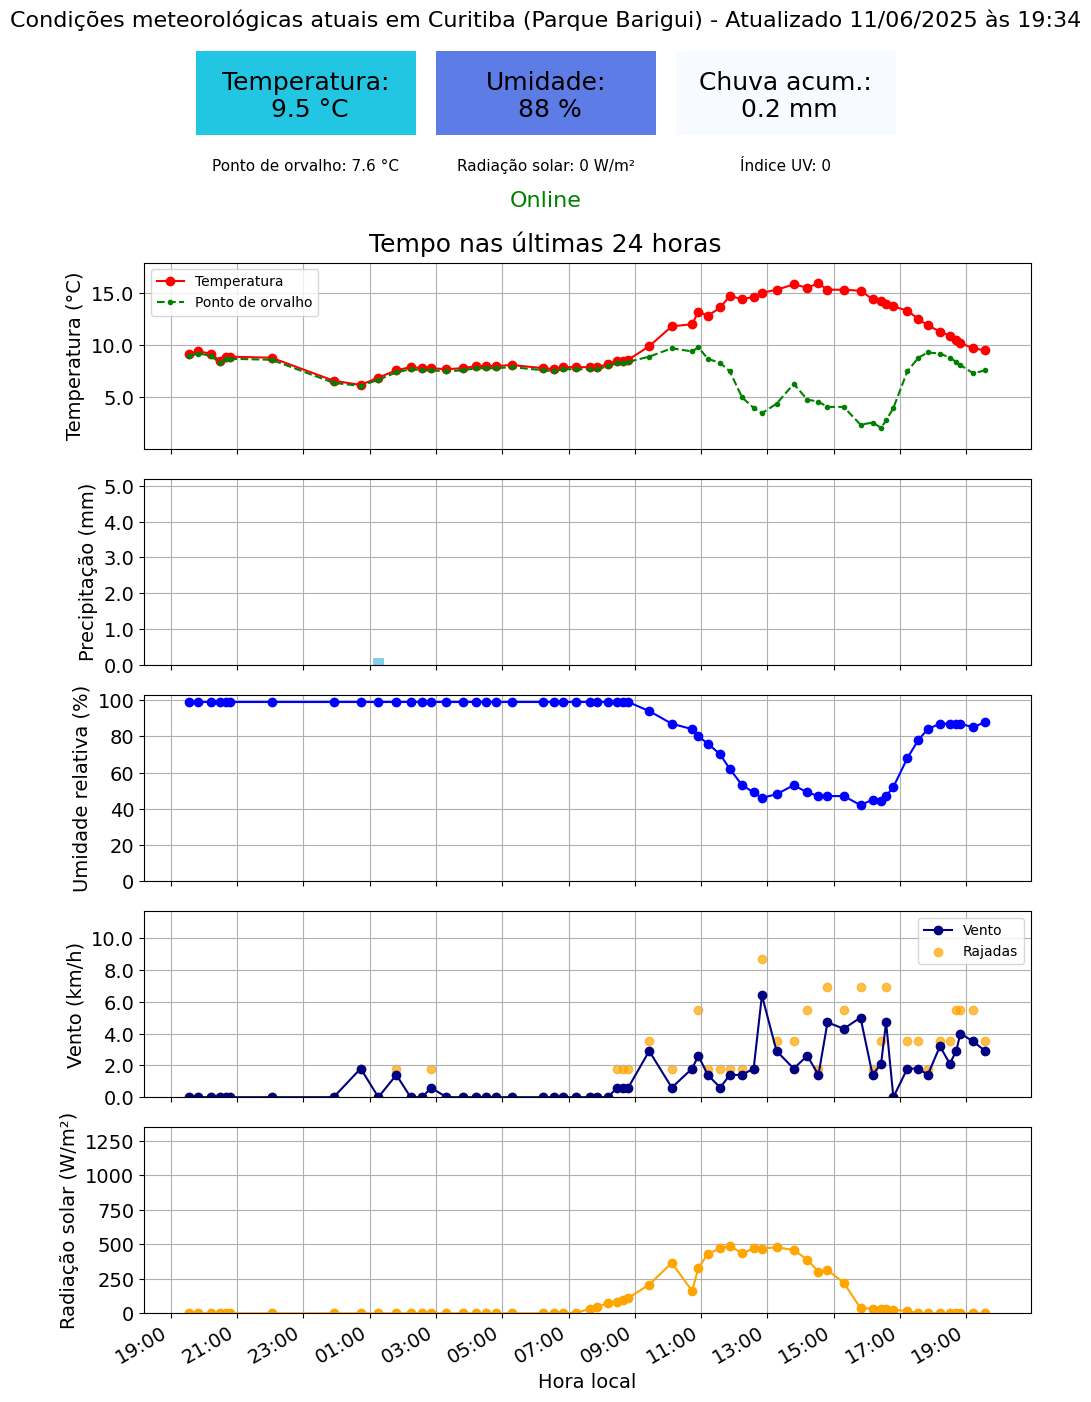 Condições meteorológicas atuais em Curitiba (Parque Barigui) - Atualizado 11/06/2025 às 19:34
Temperatura:
9.5 °C
Umidade:
88 %
Chuva acum.:
0.2 mm
Ponto de orvalho: 7.6 °C
Radiação solar: 0 W/m²
Índice UV: 0
Online
Tempo nas últimas 24 horas
Temperatura (°C)
15.0
10.0
5.0
Temperatura
Ponto de orvalho
Precipitação (mm)
5.0
4.0
3.0
2.0
1.0
0.0
Umidade relativa (%)
100
80
60
40
20
0
Vento (km/h)
10.0
8.0
6.0
4.0
2.0
0.0
Vento
Rajadas
Radiação solar (W/m²)
1250
1000
750
500
250
0
19:00
21:00
23:00
01:00
03:00
05:00
07:00
09:00
11:00
13:00
15:00
17:00
19:00
Hora local